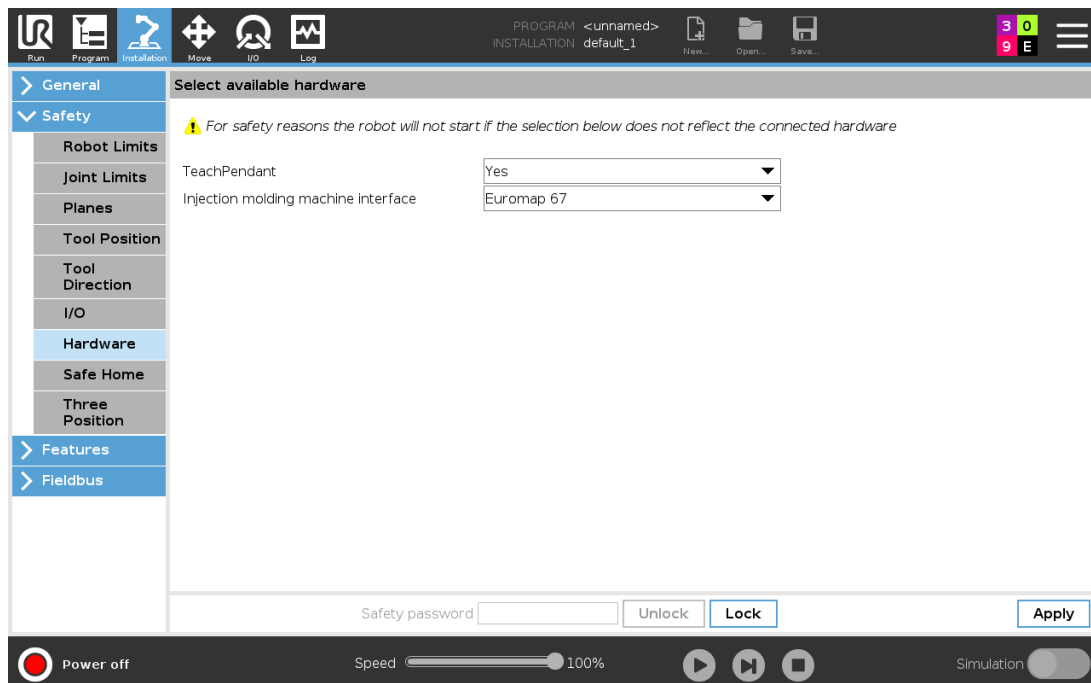 UR
Run
Program
Installation
Move
I/O
Log
PROGRAM <unnamed>
INSTALLATION default_1
New...
Open...
Save...
3 0
9 E
General
Safety
Robot Limits
Joint Limits
Planes
Tool Position
Tool
Direction
I/O
Hardware
Safe Home
Three
Position
Features
Fieldbus
Select available hardware
For safety reasons the robot will not start if the selection below does not reflect the connected hardware
TeachPendant Yes
Injection molding machine interface Euromap 67
Safety password Unlock Lock Apply
Power off Speed 100% Simulation